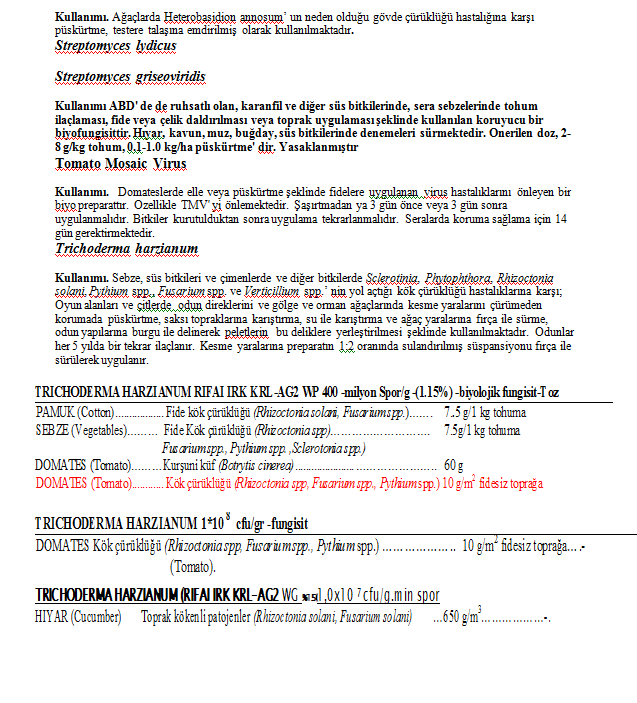 Kullanımı. Ağaçlarda Heterobasidion annosum’ un neden olduğu gövde çürüklüğü hastalığına karşı
püskürtme, testere talaşına emdirilmiş olarak kullanılmaktadır.
Streptomyces lydicus
Streptomyces griseoviridis
Kullanımı ABD' de de ruhsatlı olan, karanfil ve diğer süs bitkilerinde, sera sebzelerinde tohum
ilaçlaması, fide veya çelik daldırılması veya toprak uygulaması şeklinde kullanılan koruyucu bir
biyofungisittir. Hıyar, kavun, muz, buğday, süs bitkilerinde denemeleri sürmektedir. Onerilen doz, 2-
8 g/kg tohum, 0,1-1.0 kg/ha püskürtme' dir. Yasaklanmıştır
Tomato Mosaic Virus
Kullanımı. Domateslerde elle veya püskürtme şeklinde fidelere uygulanan virus hastalıklarını önleyen bir
biyo preparattır. Ozellikle TMV' yi önlemektedir. Şaşırtmadan ya 3 gün önce veya 3 gün sonra
uygulanmalıdır. Bitkiler kurutulduktan sonra uygulama tekrarlanmalıdır. Seralarda koruma sağlama için 14
gün gerektirmektedir.
Trichoderma harzianum
Kullanımı. Sebze, süs bitkileri ve çimenlerde ve diğer bitkilerde Sclerotinia, Phytophthora, Rhizoctonia
solani, Pythium spp., Fusarium spp. ve Verticillium spp.’ nin yol açtığı kök çürüklüğü hastalıklarına karşı;
Oyun alanları ve çitlerde, odun direklerini ve gölge ve orman ağaçlarında kesme yaralarını çürümeden
korumada püskürtme, saksı topraklarına karıştırma, su ile karıştırma ve ağaç yaralarına fırça ile sürme,
odun yapılarına burgu ile delinerek peletlerin bu deliklere yerleştirilmesi şeklinde kullanılmaktadır. Odunlar
her 5 yılda bir tekrar ilaçlanır. Kesme yaralarına preparatın 1:2 oranında sulandırılmış süspansiyonu fırça ile
sürülerek uygulanır.
TRICHODERMA HARZIANUM RIFAI IRK KRL-AG2 WP 400 -milyon Spor/g -(1.15%) -biyolojik fungisit-Toz
PAMUK (Cotton)................. Fide kök çürüklüğü (Rhizoctonia solani, Fusarium spp.)....... 7.5 g/1 kg tohuma
SEBZE (Vegetables)......... Fide Kök çürüklüğü (Rhizoctonia spp)............................ 7.5g/1 kg tohuma
Fusarium spp., Pythium spp. ,Sclerotonia spp.)
DOMATES (Tomato)......... Kurşuni küf (Botrytis cinerea)............................................. 60 g
DOMATES (Tomato)........... Kök çürüklüğü (Rhizoctonia spp, Fusarium spp., Pythium spp.) 10 g/m2 fidesiz toprağa
TRICHODERMA HARZIANUM 1*10 8 cfu/gr -fungisit
DOMATES Kök çürüklüğü (Rhizoctonia spp, Fusarium spp., Pythium spp.) ..................... 10 g/m2 fidesiz toprağa... .-
(Tomato).
TRICHODERMA HARZIANUM (RIFAI IRK KRL-AG2 WG 1,0x10 7 cfu/g.min spor
HIYAR (Cucumber) Toprak kökenli patojenler (Rhizoctonia solani, Fusarium solani) ...650 g/m3..................-.